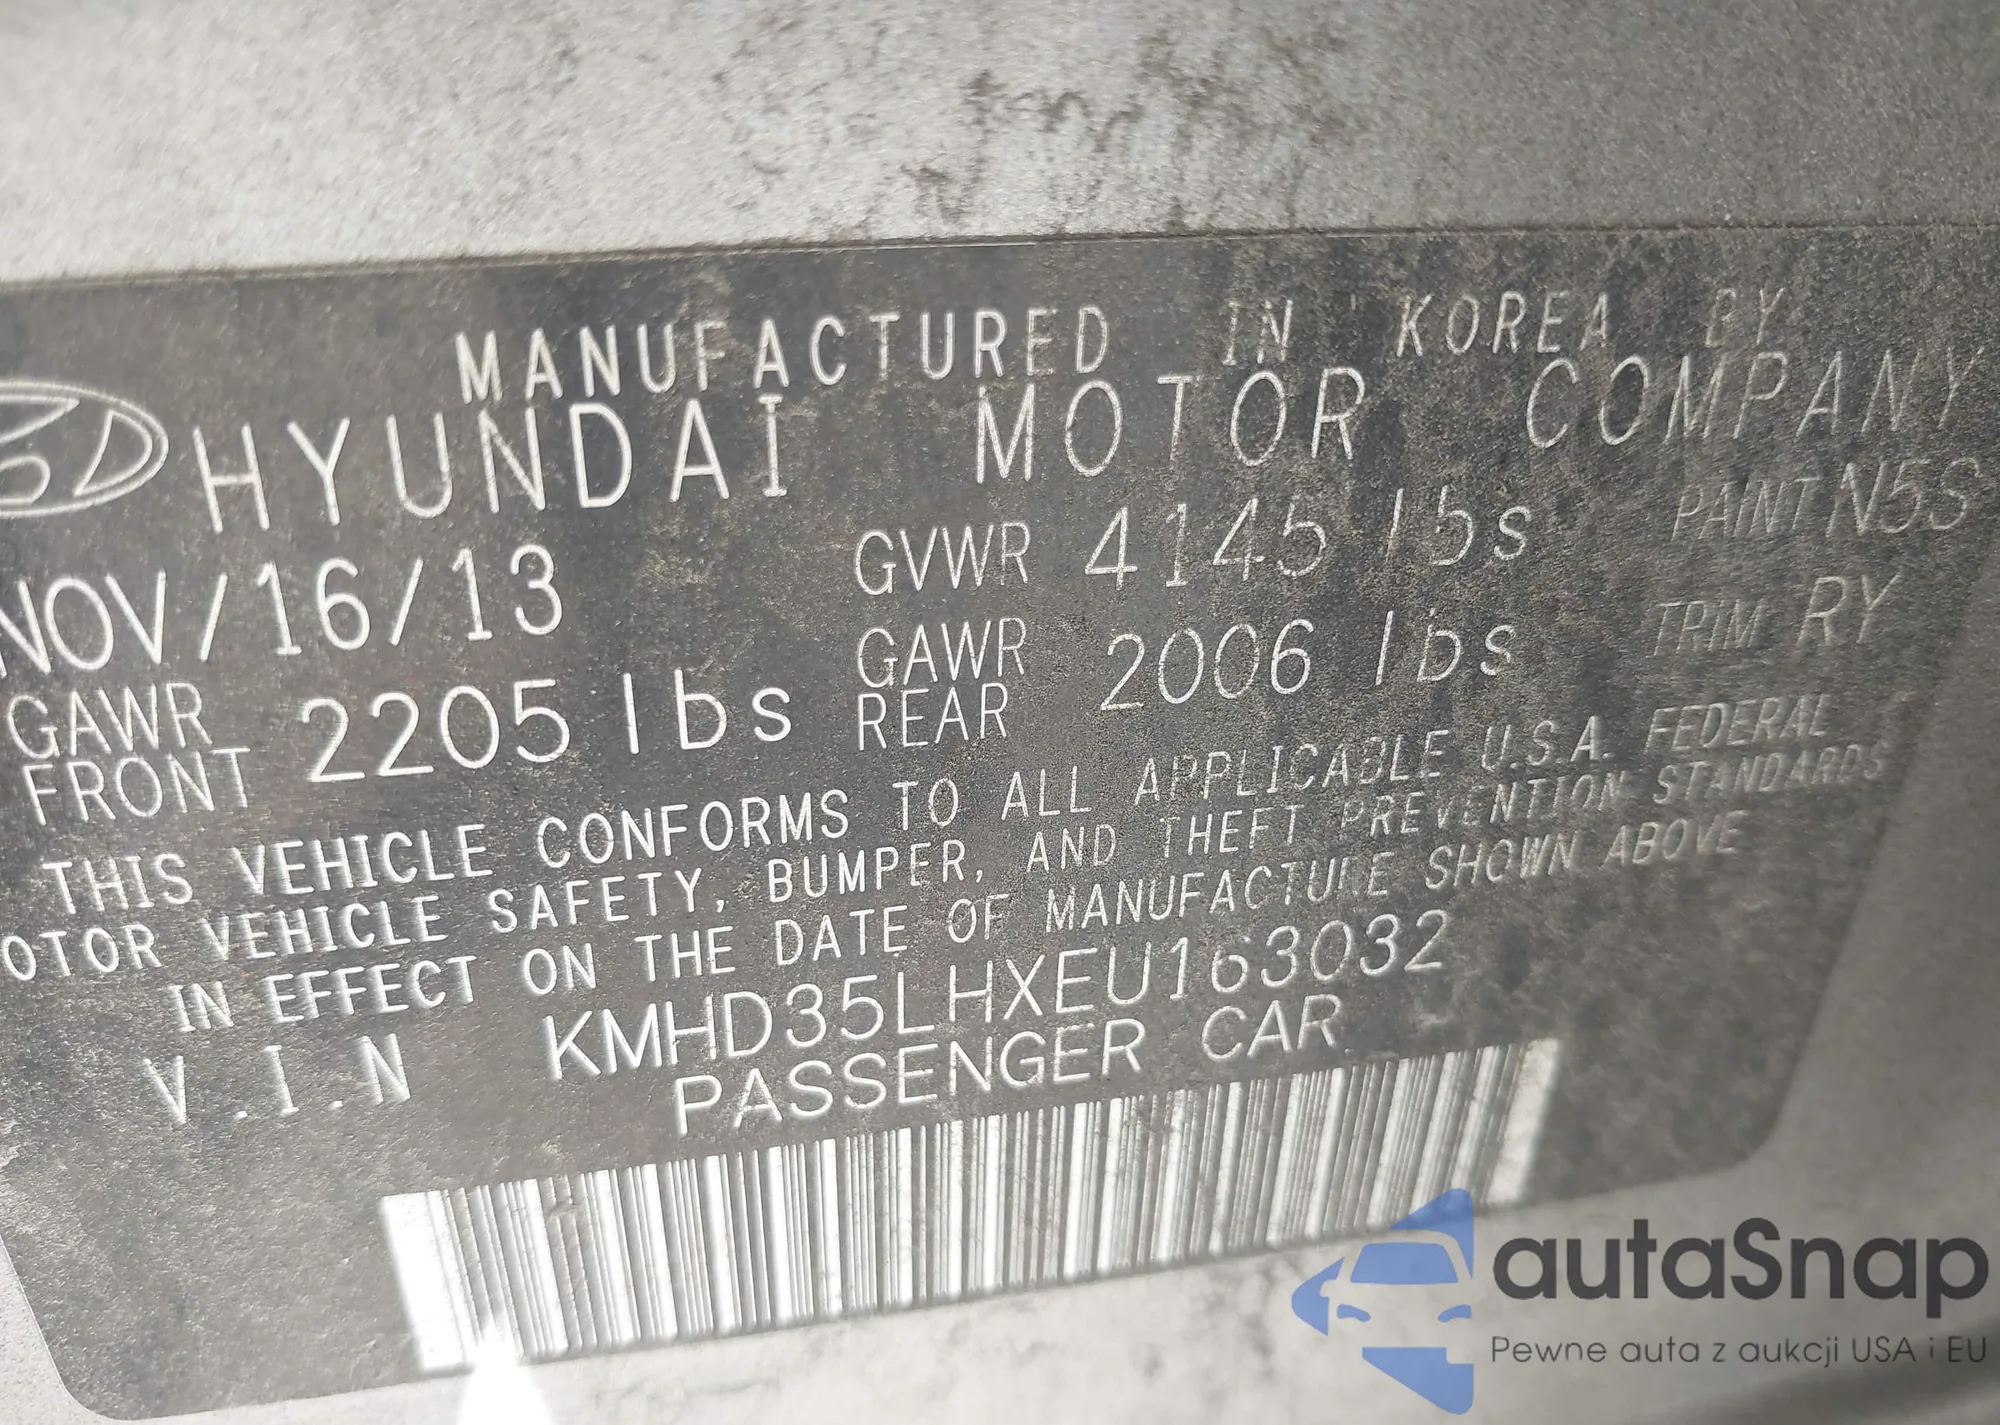 MANUFACTURED IN KOREA BY
HYUNDAI MOTOR COMPANY
NOV/16/13 GVWR 4145 lbs PAINT N5S
GAWR FRONT 2205 lbs GAWR REAR 2006 lbs TRIM RY
THIS VEHICLE CONFORMS TO ALL APPLICABLE U.S.A. FEDERAL
OTOR VEHICLE SAFETY, BUMPER, AND THEFT PREVENTION STANDARDS
IN EFFECT ON THE DATE OF MANUFACTURE SHOWN ABOVE
V.I.N KMHD35LHXEU163032
PASSENGER CAR
autaSnap
Pewne auta z aukcji USA i EU